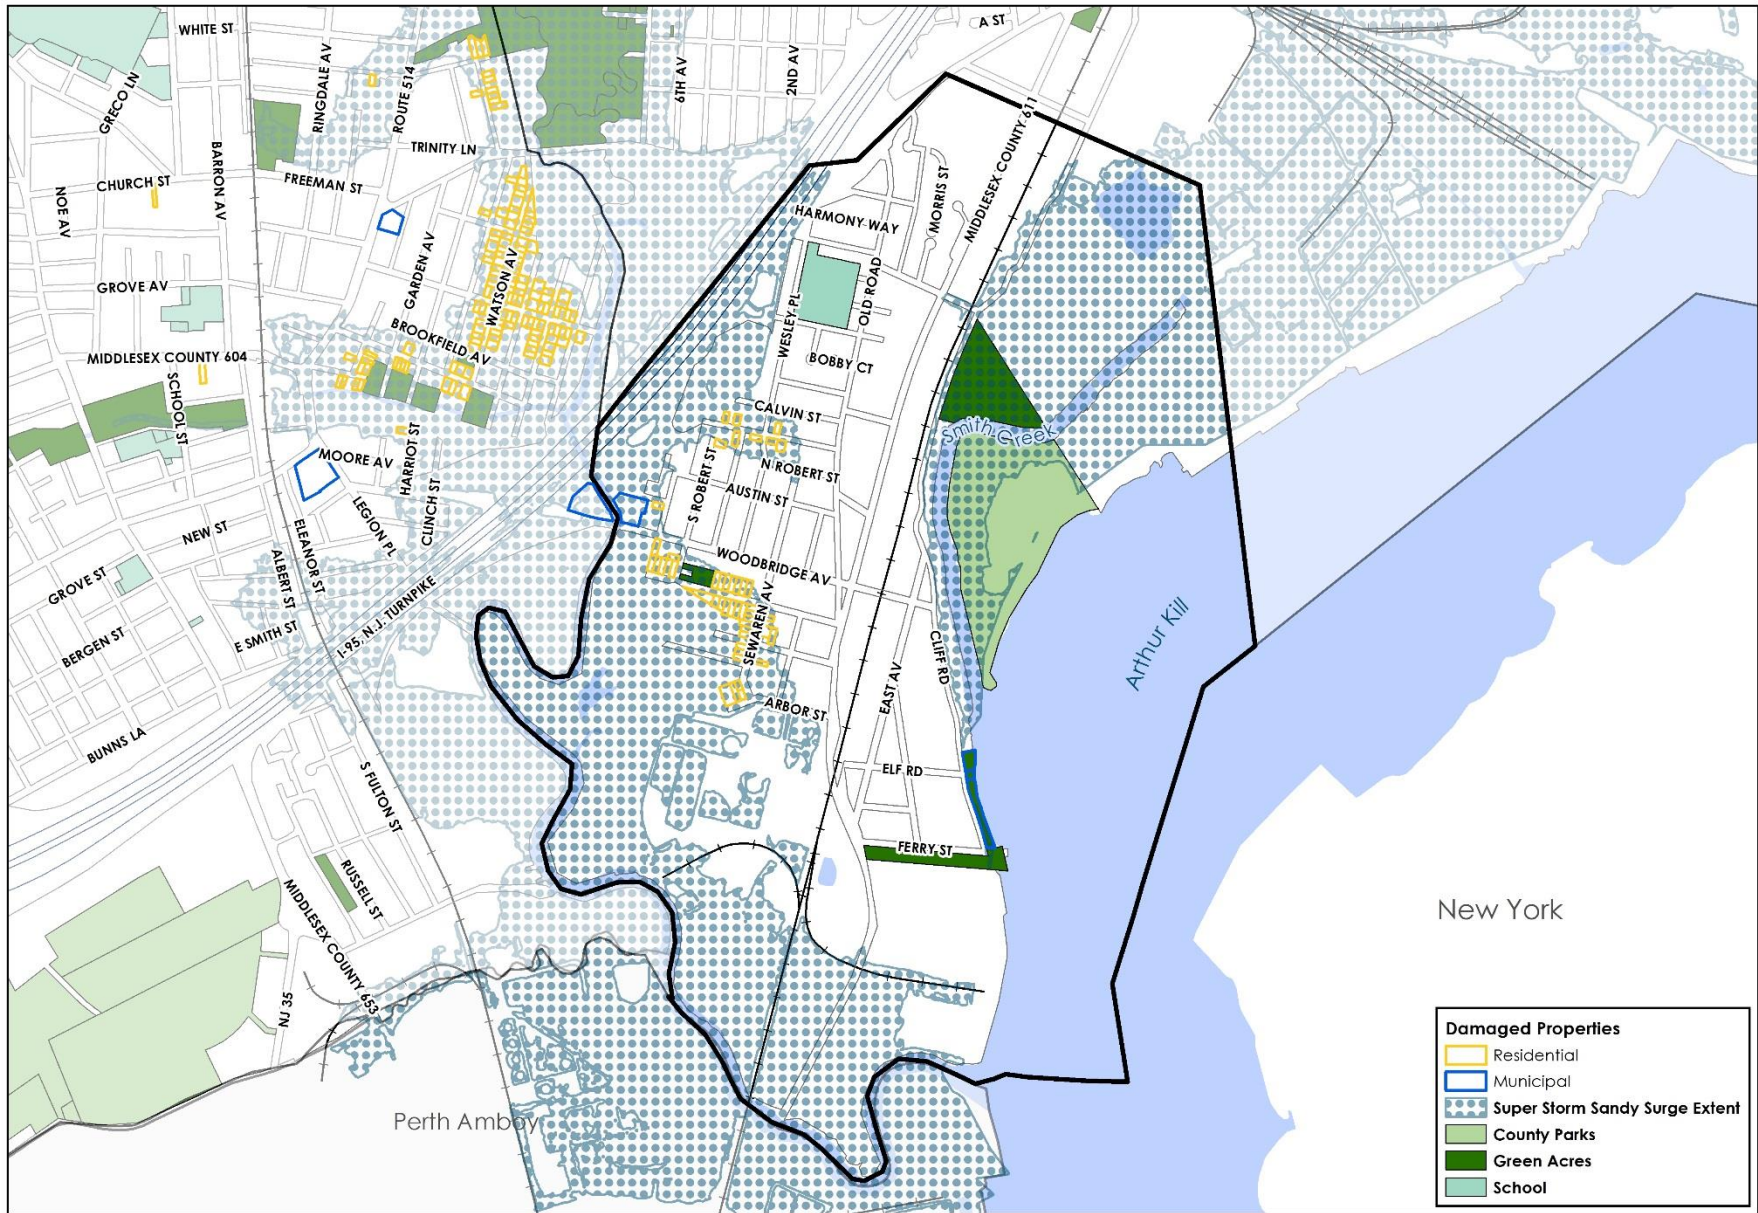 WHITE ST
A ST
GRECO LN
RINGDALE AV
ROUTE 514
6TH AV
2ND AV
MIDDLESEX COUNTY 611
TRINITY LN
BARON AV
CHURCH ST
FREEMAN ST
NOE AV
MORRIS ST
HARMONY WAY
GARDEN AV
WATSON AV
OLD ROAD
GROVE AV
WESLEY PL
BROOKFIELD AV
MIDDLESEX COUNTY 604
BOBBY CT
SCHOOL ST
CALVIN ST
Smith Creek
MOORE AV
HARRIOT ST
N ROBERT ST
S ROBERT ST
AUSTIN ST
LEGION PL
CLINCH ST
NEW ST
ELEANOR ST
ALBERT ST
WOODBRIDGE AV
GROVE ST
I-95, N.J. TURNPIKE
SEWAREN AV
E SMITH ST
BERGEN ST
CLIFF RD
Arthur Kill
EAST AV
ARBOR ST
BUNNS LA
S FULTON ST
ELF RD
FERRY ST
RUSSELL ST
MIDDLESEX COUNTY 653
New York
NJ 35
Perth Amboy
Damaged Properties
Residential
Municipal
Super Storm Sandy Surge Extent
County Parks
Green Acres
School